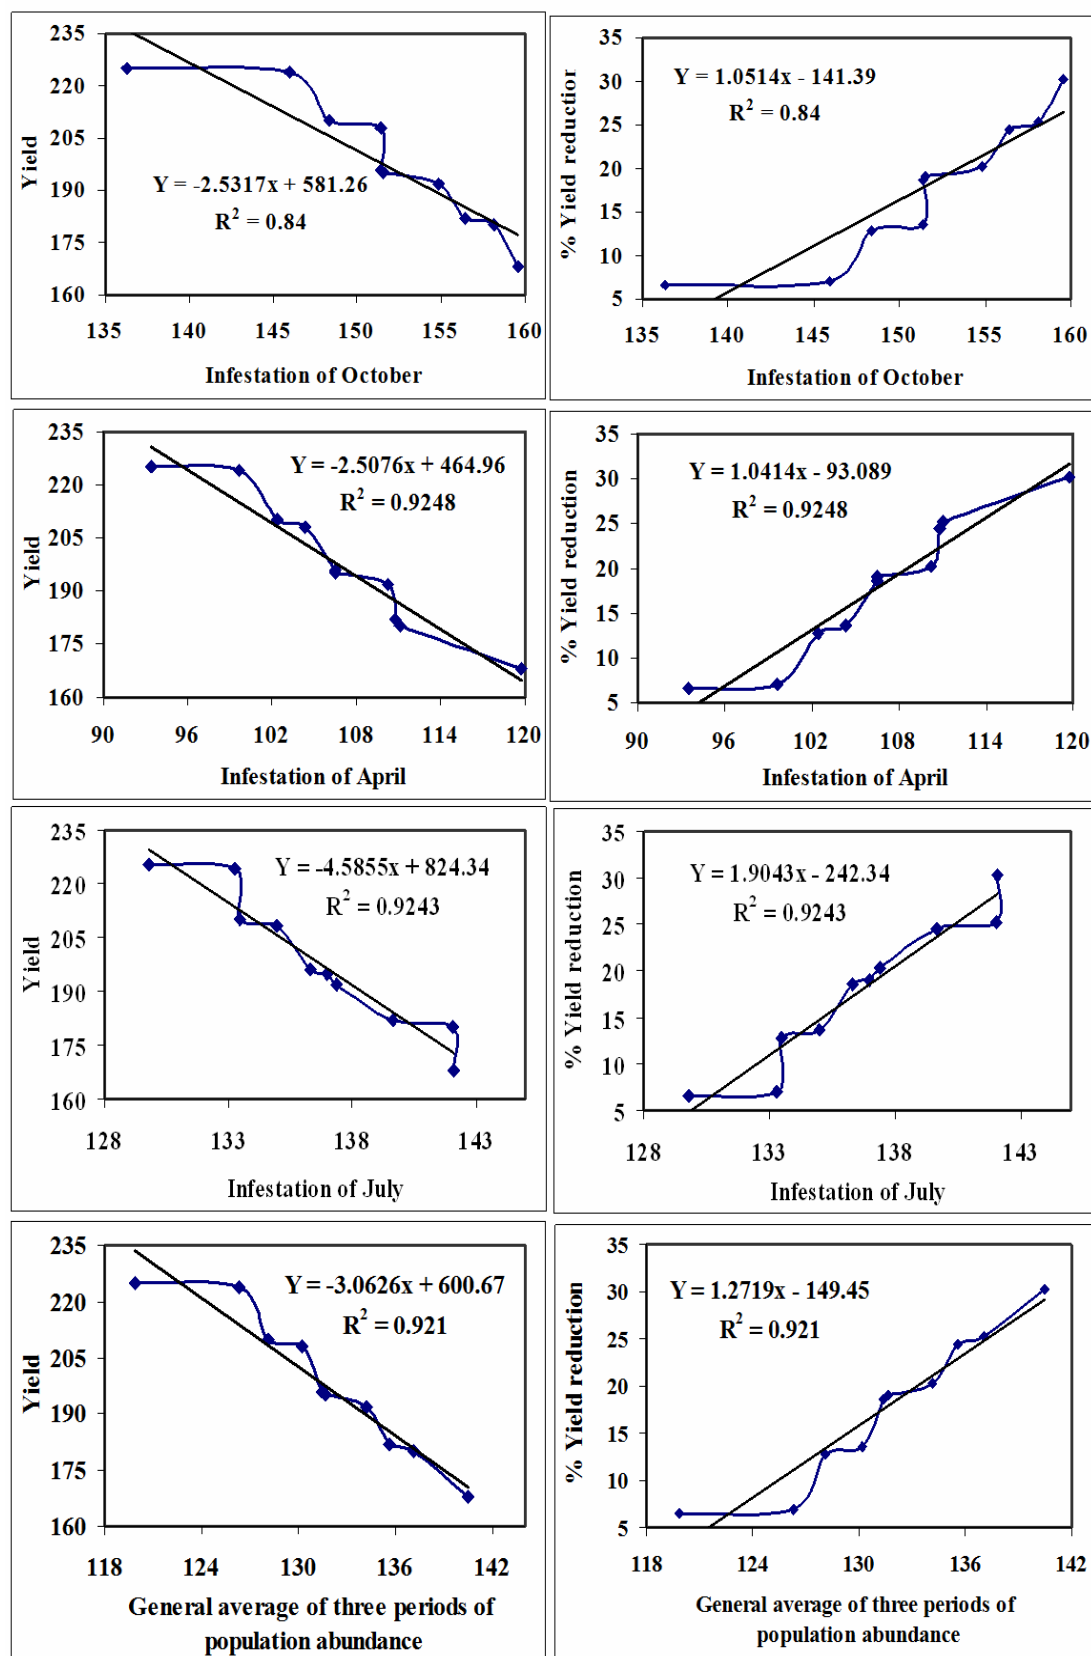 235
220
205
190
175
160
Yield
Y = -2.5317x + 581.26
R² = 0.84
135
140
145
150
155
160
Infestation of October
35
30
25
20
15
10
5
% Yield reduction
Y = 1.0514x - 141.39
R² = 0.84
135
140
145
150
155
160
Infestation of October
235
220
205
190
175
160
Yield
Y = -2.5076x + 464.96
R² = 0.9248
90
96
102
108
114
120
Infestation of April
35
30
25
20
15
10
5
% Yield reduction
Y = 1.0414x - 93.089
R² = 0.9248
90
96
102
108
114
120
Infestation of April
235
220
205
190
175
160
Yield
Y = -4.5855x + 824.34
R² = 0.9243
128
133
138
143
Infestation of July
35
30
25
20
15
10
5
% Yield reduction
Y = 1.9043x - 242.34
R² = 0.9243
128
133
138
143
Infestation of July
235
220
205
190
175
160
Yield
Y = -3.0626x + 600.67
R² = 0.921
118
124
130
136
142
General average of three periods of
population abundance
35
30
25
20
15
10
5
% Yield reduction
Y = 1.2719x - 149.45
R² = 0.921
118
124
130
136
142
General average of three periods of
population abundance